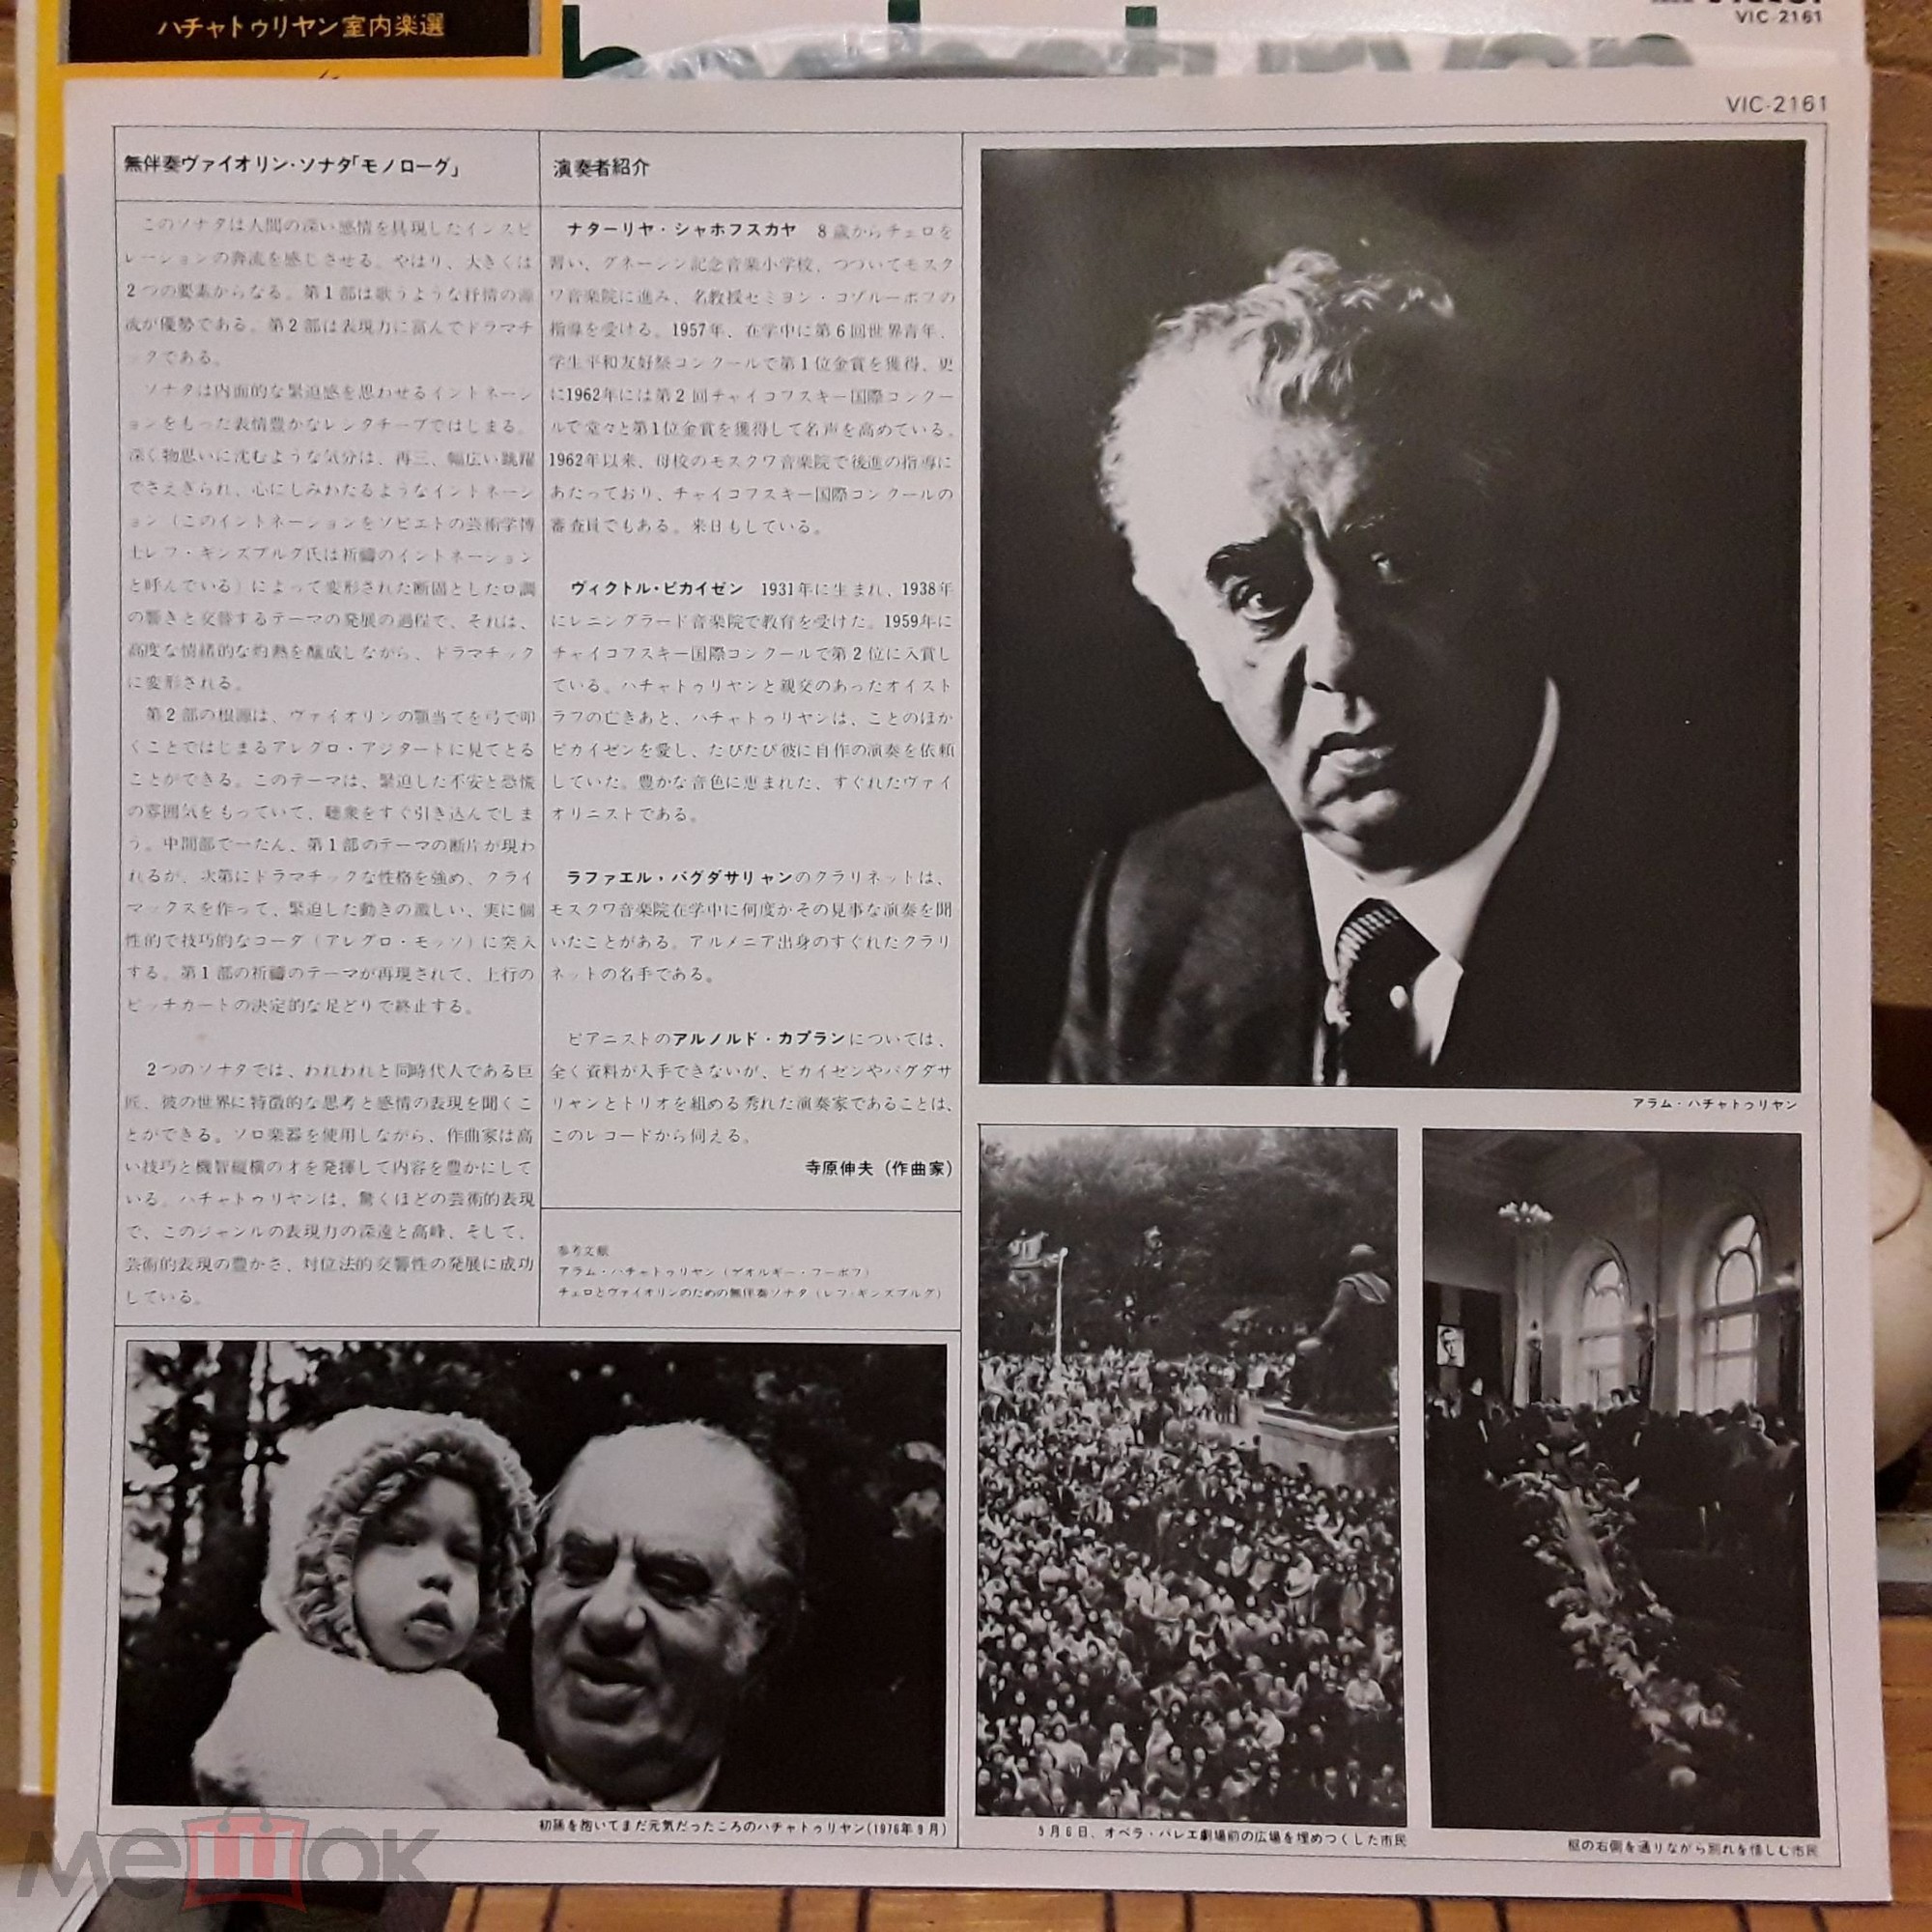 ハチャトゥリヤン室内楽選
VIC-2161
VIC-2161
無伴奏ヴァイオリン・ソナタ「モノローグ」
このソナタは人間の深い感情を具現したインスピ
レーションの奔流を感じさせる。やはり、大きくは
2つの要素からなる。第1部は歌うような抒情の源
流が優勢である。第2部は表現力に富んでドラマチ
ックである。
ソナタは内面的な緊迫感を思わせるイントネーシ
ョンをもった表情豊かなレシタチーブではじまる。
深く物思いに沈むような気分は、再三、幅広い跳躍
でさえぎられ、心にしみわたるようなイントネーシ
ョン（このイントネーションをソビエトの芸術学博
士レフ・ギンズブルグ氏は祈禱のイントネーション
と呼んでいる）によって変形された断固とした口調
の響きと交替するテーマの発展の過程で、それは、
高度な情緒的な灼熱を醸成しながら、ドラマチック
に変形される。
第2部の根源は、ヴァイオリンの顎当てを弓で叩
くことではじまるアレグロ・アジタートに見てとる
ことができる。このテーマは、緊迫した不安と恐慌
の雰囲気をもっていて、聴衆をすぐ引き込んでしま
う。中間部で一たん、第1部のテーマの断片が現わ
れるが、次第にドラマチックな性格を強め、クライ
マックスを作って、緊迫した動きの激しい、実に個
性的で技巧的なコーダ（アレグロ・モッソ）に突入
する。第1部の祈禱のテーマが再現されて、上行の
ピッチカートの決定的な足どりで終止する。
2つのソナタでは、われわれと同時代人である巨
匠、彼の世界に特徴的な思考と感情の表現を聞くこ
とができる。ソロ楽器を使用しながら、作曲家は高
い技巧と機智縦横の才を発揮して内容を豊かにして
いる。ハチャトゥリヤンは、驚くほどの芸術的表現
で、このジャンルの表現力の深遠と高峰、そして、
芸術的表現の豊かさ、対位法的交響性の発展に成功
している。
演奏者紹介
ナターリヤ・シャホフスカヤ　8歳からチェロを
習い、グネーシン記念音楽小学校、つづいてモスク
ワ音楽院に進み、名教授セミヨン・コゾルーポフの
指導を受ける。1957年、在学中に第6回世界青年、
学生平和友好祭コンクールで第1位金賞を獲得、更
に1962年には第2回チャイコフスキー国際コンクー
ルで堂々と第1位金賞を獲得して名声を高めている。
1962年以来、母校のモスクワ音楽院で後進の指導に
あたっており、チャイコフスキー国際コンクールの
審査員でもある。来日もしている。
ヴィクトル・ピカイゼン　1931年に生まれ、1938年
にレニングラード音楽院で教育を受けた。1959年に
チャイコフスキー国際コンクールで第2位に入賞し
ている。ハチャトゥリヤンと親交のあったオイスト
ラフの亡きあと、ハチャトゥリヤンは、ことのほか
ピカイゼンを愛し、たびたび彼に自作の演奏を依頼
していた。豊かな音色に恵まれた、すぐれたヴァイ
オリニストである。
ラファエル・バグダサリャンのクラリネットは、
モスクワ音楽院在学中に何度かその見事な演奏を聞
いたことがある。アルメニア出身のすぐれたクラリ
ネットの名手である。
ピアニストのアルノルド・カプランについては、
全く資料が入手できないが、ピカイゼンやバグダサ
リャンとトリオを組める秀れた演奏家であることは、
このレコードから伺える。
寺原伸夫（作曲家）
参考文献
アラム・ハチャトゥリヤン（ゲオルギー・フーボフ）
チェロとヴァイオリンのための無伴奏ソナタ（レフ・ギンズブルグ）
アラム・ハチャトゥリヤン
初孫を抱いてまだ元気だったころのハチャトゥリヤン(1976年9月)
5月6日、オペラ・バレエ劇場前の広場を埋めつくした市民
柩の右側を通りながら別れを惜しむ市民
мешок